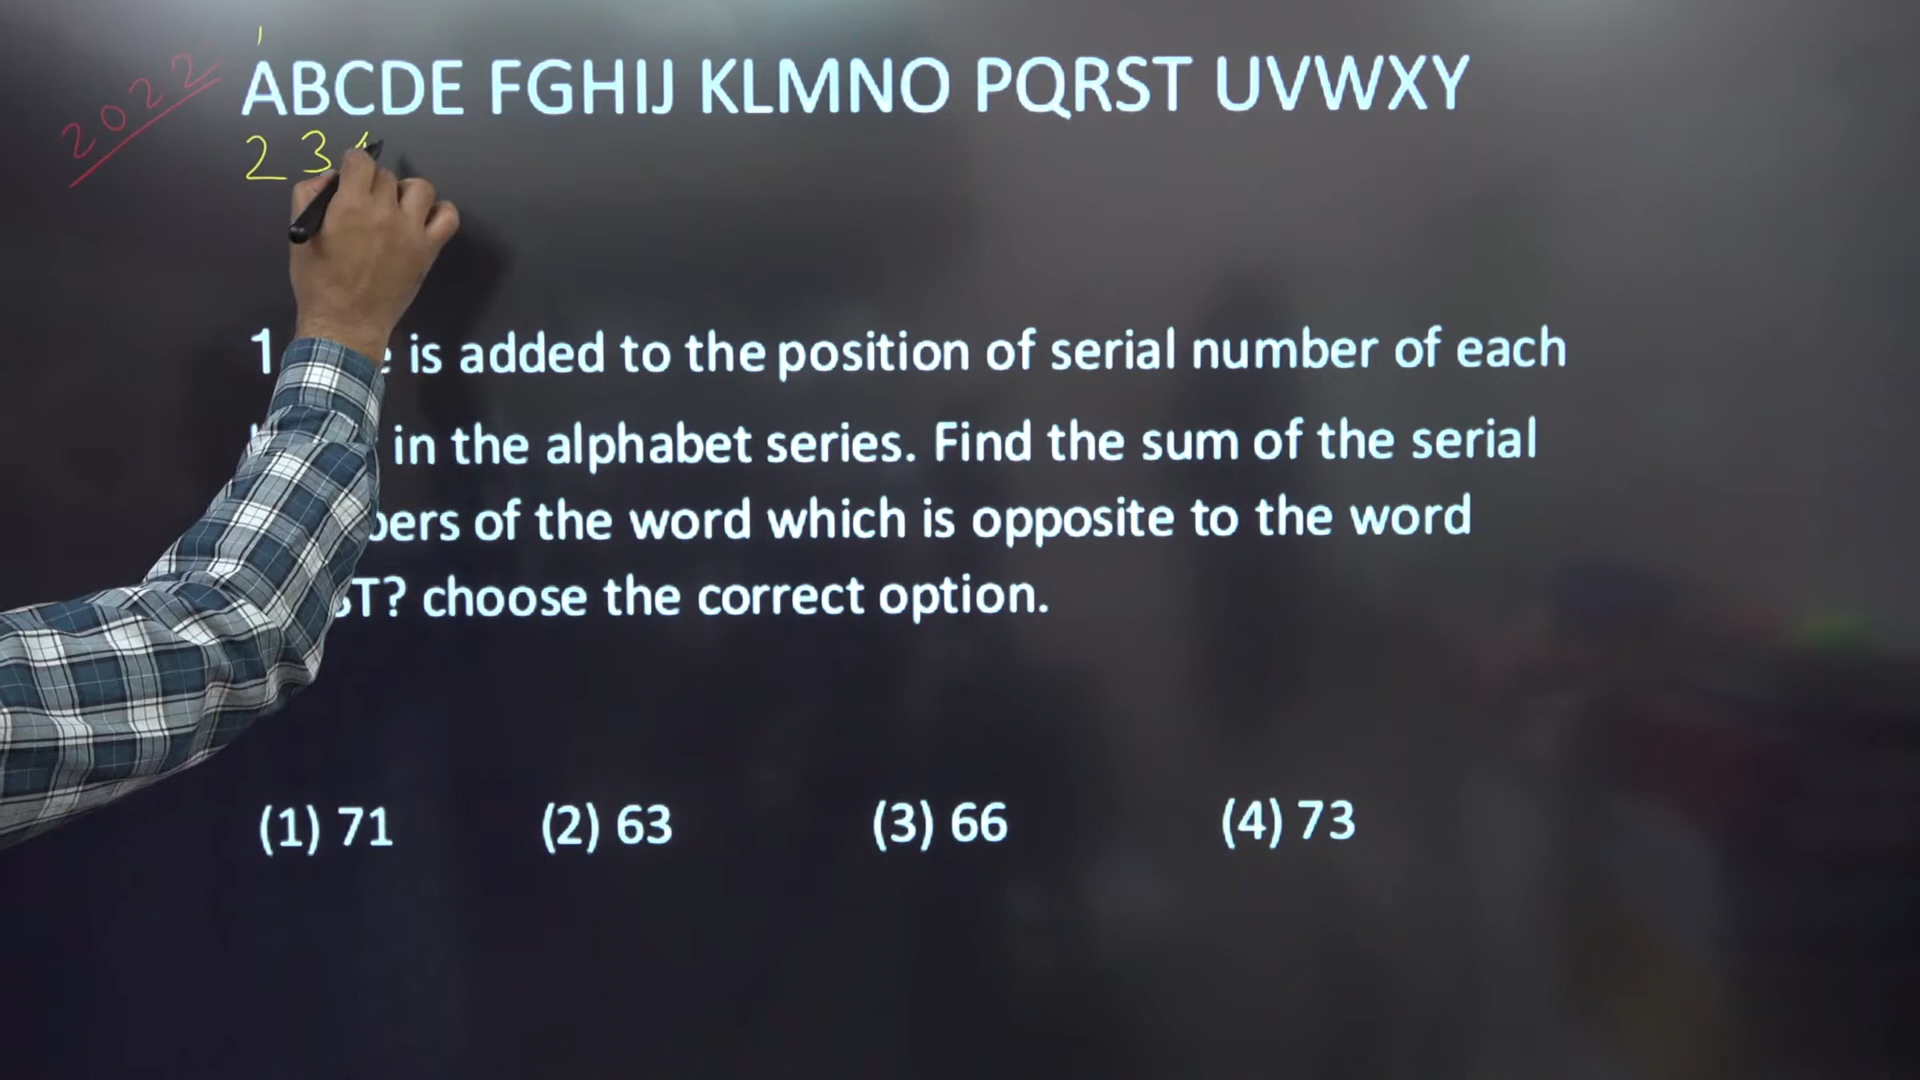 2022
ABCDE FGHIJ KLMNO PQRST UVWXY
2 3
1 is added to the position of serial number of each
in the alphabet series. Find the sum of the serial
of the word which is opposite to the word
choose the correct option.
(1) 71 (2) 63 (3) 66 (4) 73